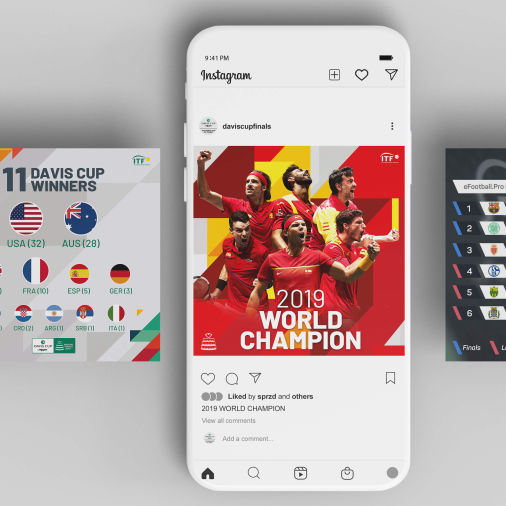 9:41 PM
Instagram
daviscupfinals
ITF
2019
WORLD
CHAMPION
Liked by sprzd and others
2019 WORLD CHAMPION
View all comments
Add a comment...
ITF
11 DAVIS CUP
WINNERS
USA (32)
AUS (28)
FRA (10)
ESP (5)
GER (3)
CRO (2)
ARG (1)
SRB (1)
ITA (1)
DAVIS CUP
eFootball.Pro
1
2
3
4
5
6
Finals